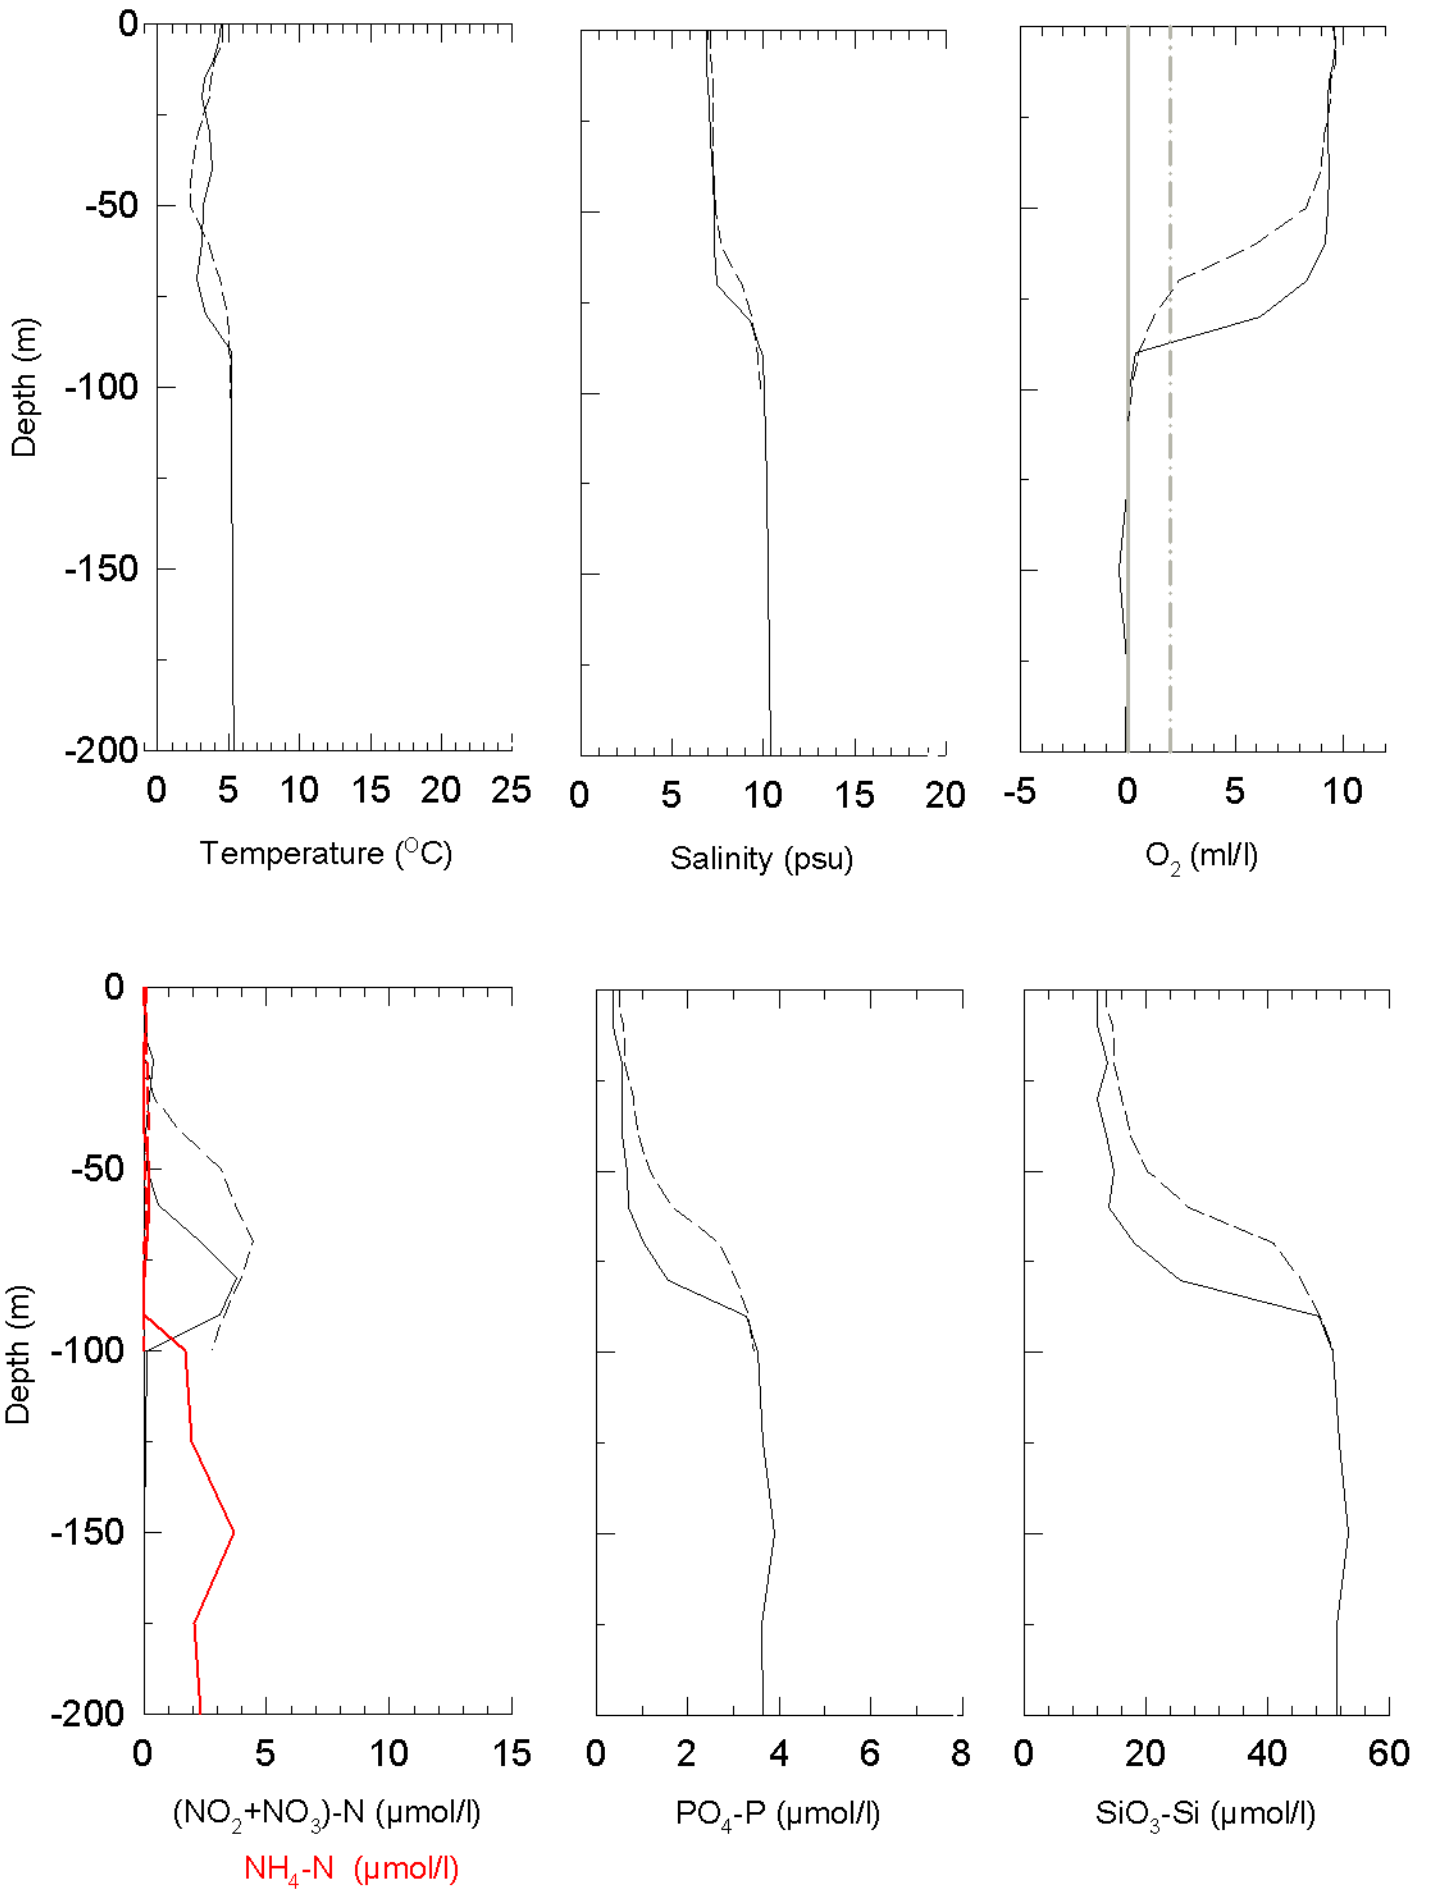 0
-50
-100
-150
-200
Depth (m)
0 5 10 15 20 25
Temperature (°C)
0 5 10 15 20
Salinity (psu)
-5 0 5 10
O₂ (ml/l)
0
-50
-100
-150
-200
Depth (m)
0 5 10 15
(NO₂+NO₃)-N (µmol/l)
NH₄-N (µmol/l)
0 2 4 6 8
PO₄-P (µmol/l)
0 20 40 60
SiO₃-Si (µmol/l)